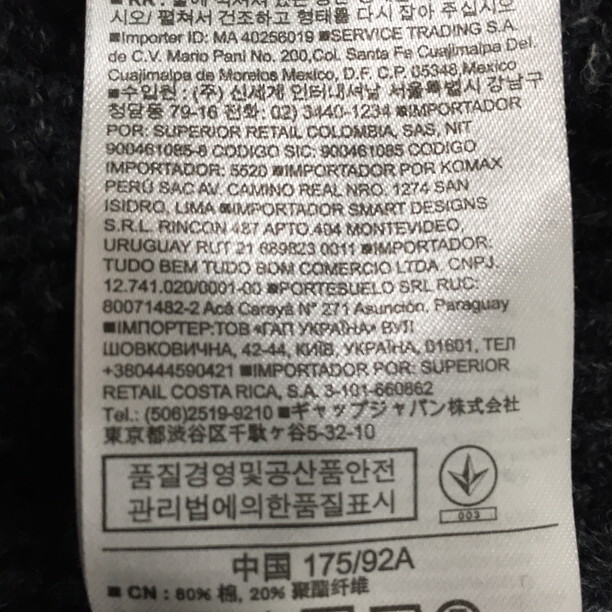 시오/ 펼쳐서 건조하고 형태를 다시 잡아 주십시오
■Importer ID: MA 40256019 ■SERVICE TRADING S.A.
de C.V. Mario Pani No. 200,Col. Santa Fe Cuajimalpa Del.
Cuajimalpa de Morelos Mexico, D.F. C.P. 05348,Mexico
■수입원 : (주) 신세계 인터내셔날 서울특별시 강남구
청담동 79-16 전화: 02) 3440-1234 ■IMPORTADOR
POR: SUPERIOR RETAIL COLOMBIA, SAS, NIT
900461085-8 CODIGO SIC: 900461085 CODIGO
IMPORTADOR: 5520 ■IMPORTADOR POR KOMAX
PERÚ SAC AV. CAMINO REAL NRO. 1274 SAN
ISIDRO, LIMA ■IMPORTADOR SMART DESIGNS
S.R.L. RINCON 487 APTO.404 MONTEVIDEO,
URUGUAY RUT 21 689823 0011 ■IMPORTADOR:
TUDO BEM TUDO BOM COMERCIO LTDA. CNPJ.
12.741.020/0001-00 ■PORTESUELO SRL RUC:
80071482-2 Acá Carayá N° 271 Asunción, Paraguay
■ІМПОРТЕР:ТОВ «ГАП УКРАЇНА» ВУЛ
ШОВКОВИЧНА, 42-44, КИЇВ, УКРАЇНА, 01601, ТЕЛ
+380444590421 ■IMPORTADO POR: SUPERIOR
RETAIL COSTA RICA, S.A. 3-101-660862
Tel.: (506)2519-9210 ■ギャップジャパン株式会社
東京都渋谷区千駄ヶ谷5-32-10
품질경영및공산품안전
관리법에의한품질표시
003
中国 175/92A
■ CN : 80% 棉, 20% 聚酯纤维